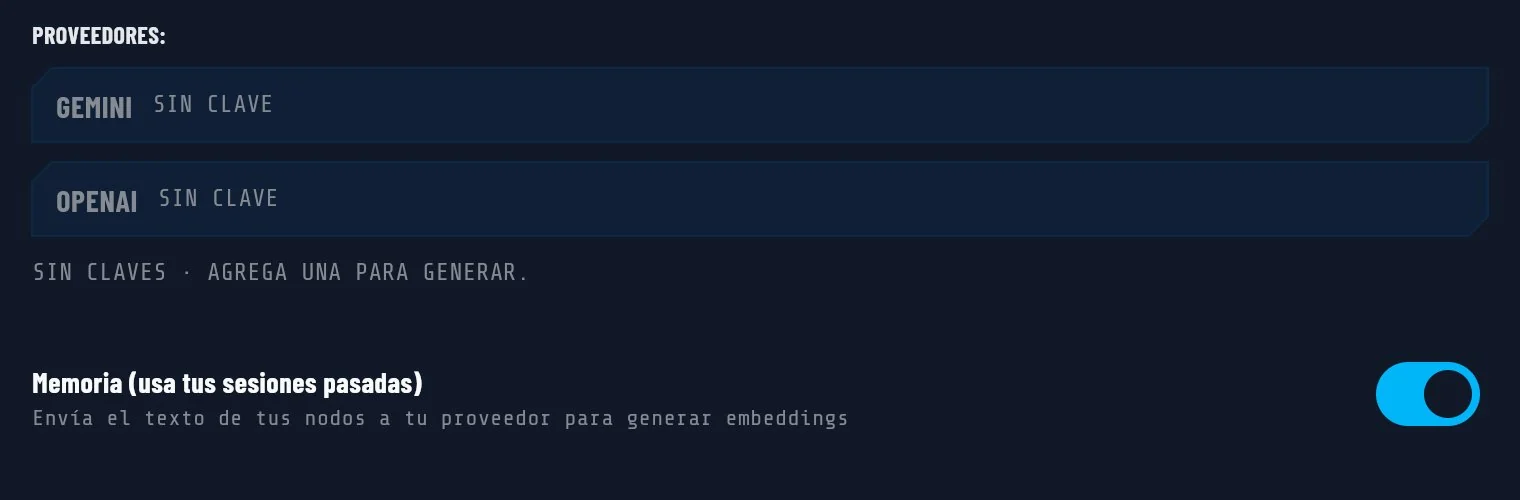 PROVEEDORES:
GEMINI SIN CLAVE
OPENAI SIN CLAVE
SIN CLAVES · AGREGA UNA PARA GENERAR.
Memoria (usa tus sesiones pasadas)
Envía el texto de tus nodos a tu proveedor para generar embeddings